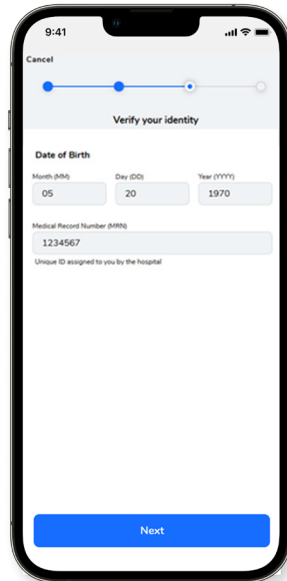 9:41
Cancel
Verify your identity
Date of Birth
Month (MM) Day (DD) Year (YYYY)
05 20 1970
Medical Record Number (MRN)
1234567
Unique ID assigned to you by the hospital
Next